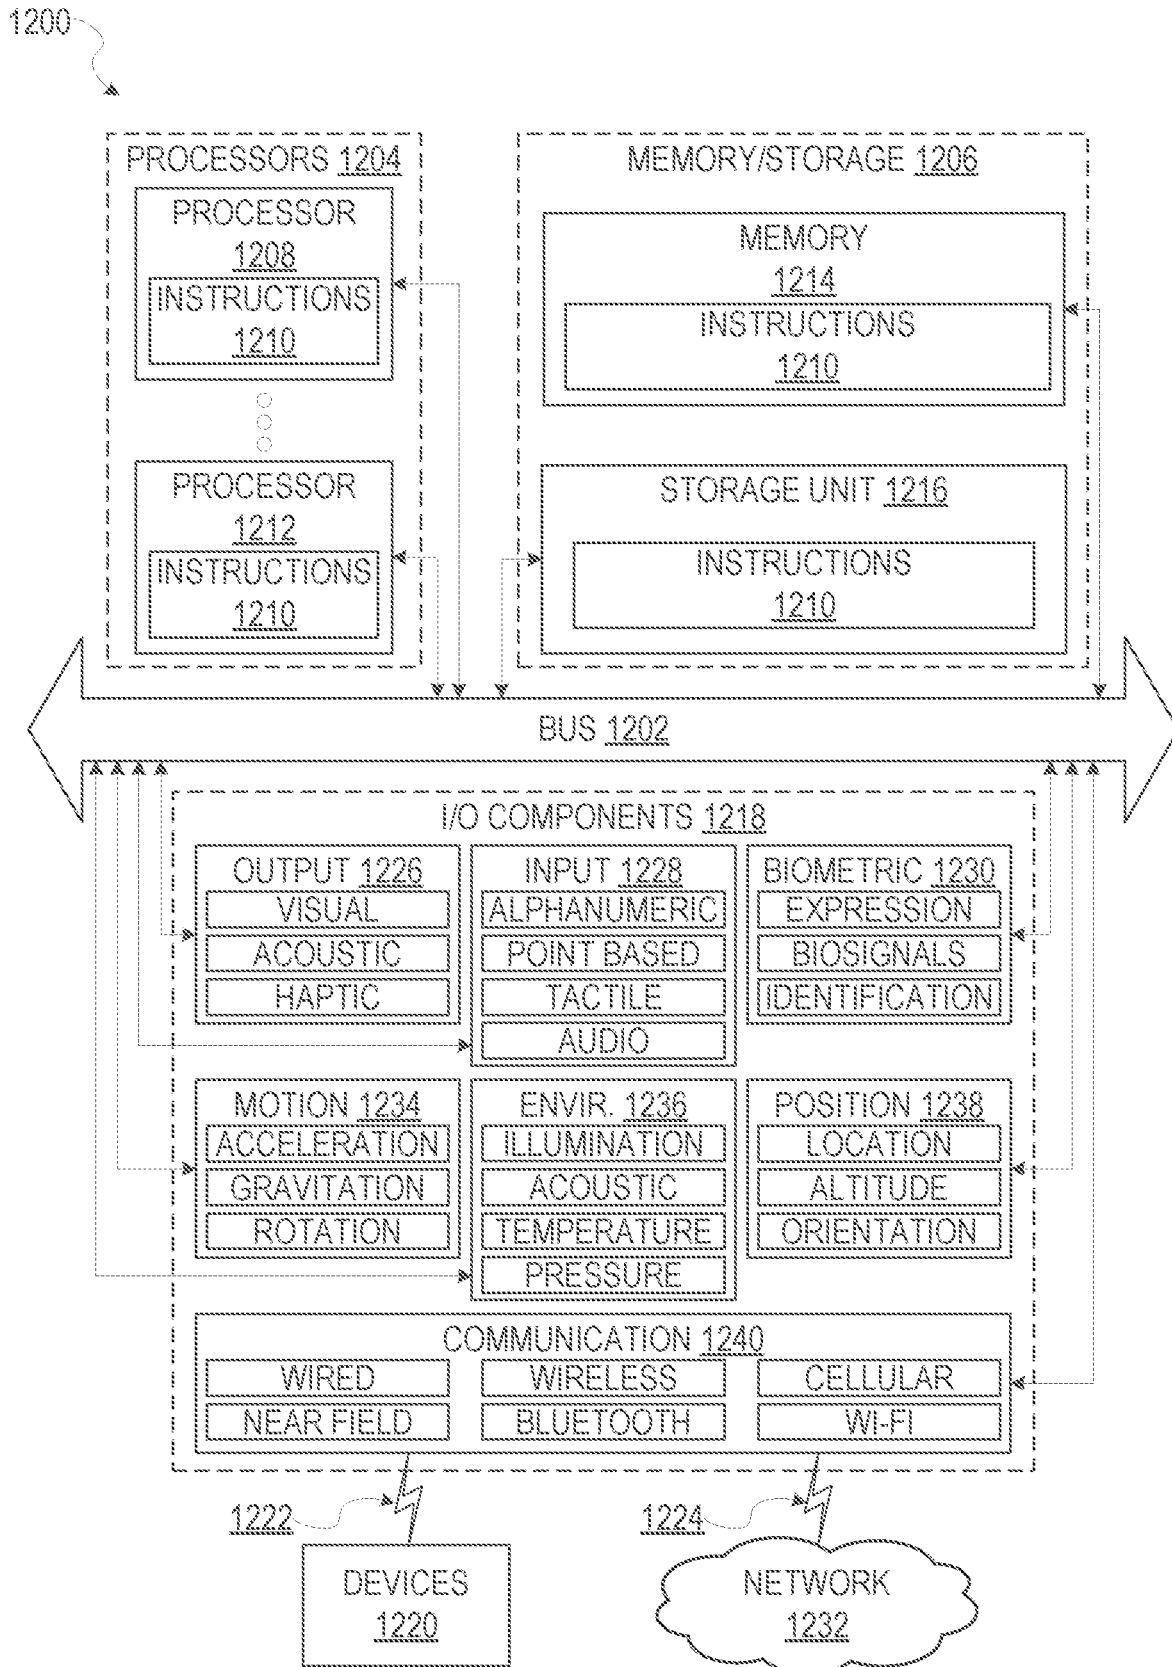 1200
PROCESSORS 1204
PROCESSOR
1208
INSTRUCTIONS
1210
PROCESSOR
1212
INSTRUCTIONS
1210
MEMORY/STORAGE 1206
MEMORY
1214
INSTRUCTIONS
1210
STORAGE UNIT 1216
INSTRUCTIONS
1210
BUS 1202
I/O COMPONENTS 1218
OUTPUT 1226
VISUAL
ACOUSTIC
HAPTIC
INPUT 1228
ALPHANUMERIC
POINT BASED
TACTILE
AUDIO
BIOMETRIC 1230
EXPRESSION
BIOSIGNALS
IDENTIFICATION
MOTION 1234
ACCELERATION
GRAVITATION
ROTATION
ENVIR. 1236
ILLUMINATION
ACOUSTIC
TEMPERATURE
PRESSURE
POSITION 1238
LOCATION
ALTITUDE
ORIENTATION
COMMUNICATION 1240
WIRED
WIRELESS
CELLULAR
NEAR FIELD
BLUETOOTH
WI-FI
1222
1224
DEVICES
1220
NETWORK
1232